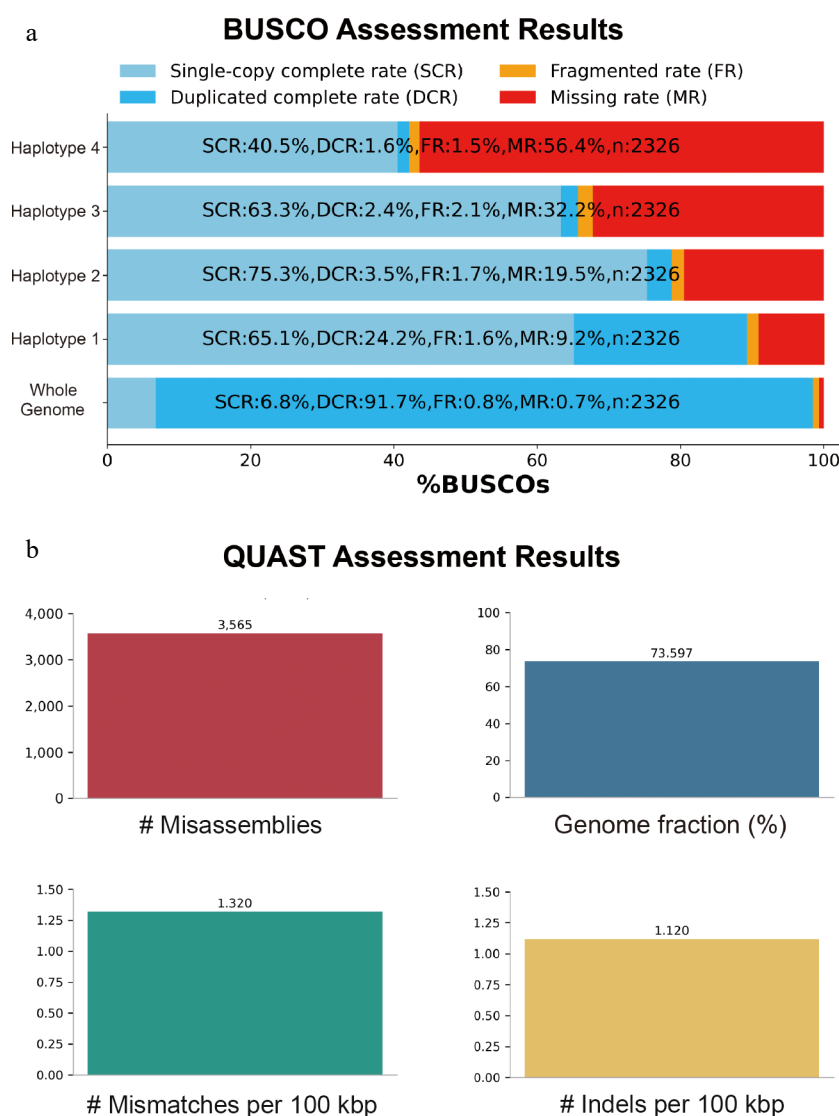 a
BUSCO Assessment Results
Single-copy complete rate (SCR)
Fragmented rate (FR)
Duplicated complete rate (DCR)
Missing rate (MR)
Haplotype 4
SCR:40.5%,DCR:1.6%,FR:1.5%,MR:56.4%,n:2326
Haplotype 3
SCR:63.3%,DCR:2.4%,FR:2.1%,MR:32.2%,n:2326
Haplotype 2
SCR:75.3%,DCR:3.5%,FR:1.7%,MR:19.5%,n:2326
Haplotype 1
SCR:65.1%,DCR:24.2%,FR:1.6%,MR:9.2%,n:2326
Whole
Genome
SCR:6.8%,DCR:91.7%,FR:0.8%,MR:0.7%,n:2326
0 20 40 60 80 100
%BUSCOs
b
QUAST Assessment Results
4,000
3,000
2,000
1,000
0
3,565
# Misassemblies
100
80
60
40
20
0
73.597
Genome fraction (%)
1.50
1.25
1.00
0.75
0.50
0.25
0.00
1.320
# Mismatches per 100 kbp
1.50
1.25
1.00
0.75
0.50
0.25
0.00
1.120
# Indels per 100 kbp